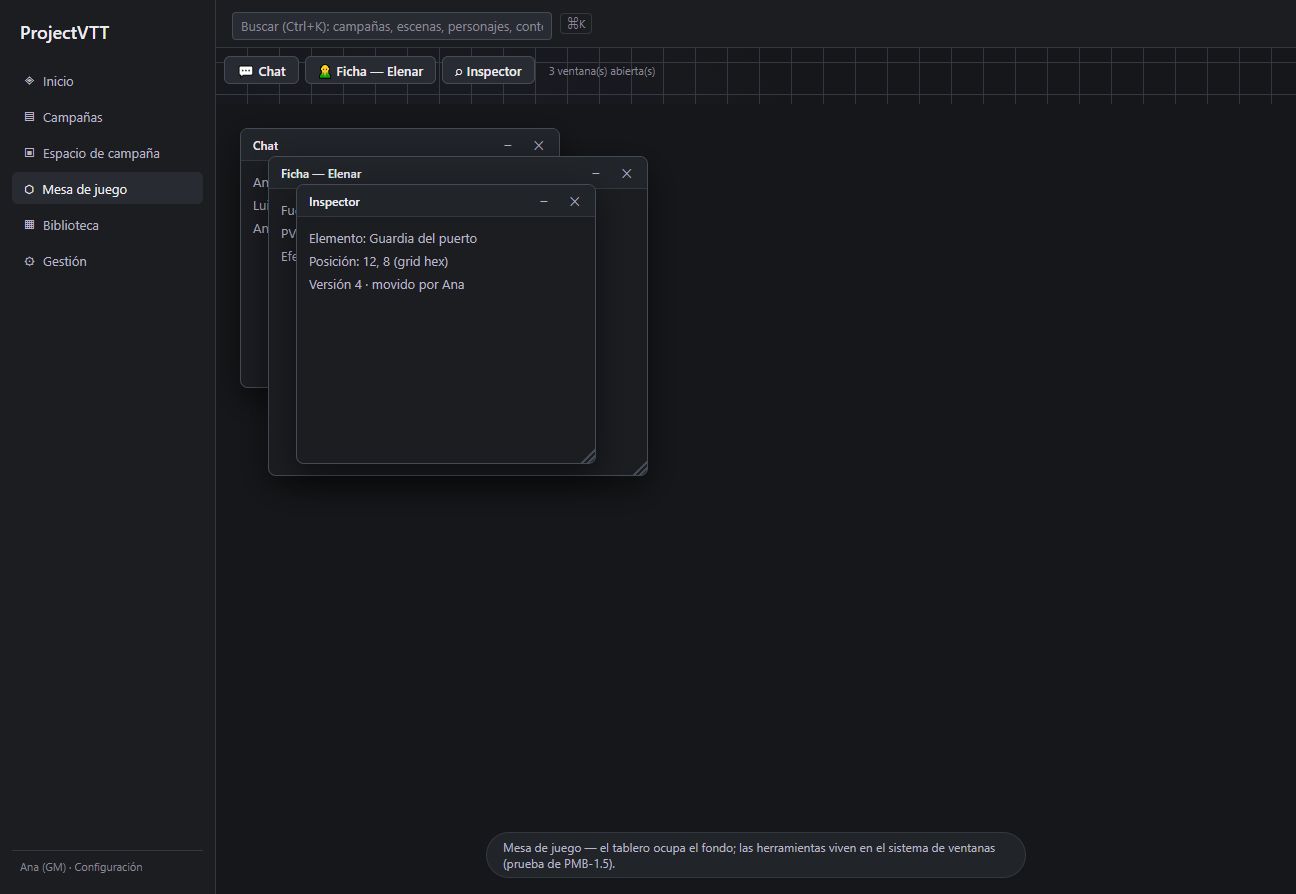 ProjectVTT
Inicio
Campañas
Espacio de campaña
Mesa de juego
Biblioteca
Gestión
Ana (GM) · Configuración
Buscar (Ctrl+K): campañas, escenas, personajes,
⌘K
Chat
Ficha — Elenar
Inspector
3 ventana(s) abierta(s)
Chat
Ficha — Elenar
Inspector
Elemento: Guardia del puerto
Posición: 12, 8 (grid hex)
Versión 4 · movido por Ana
PV
Mesa de juego — el tablero ocupa el fondo; las herramientas viven en el sistema de ventanas
(prueba de PMB-1.5).